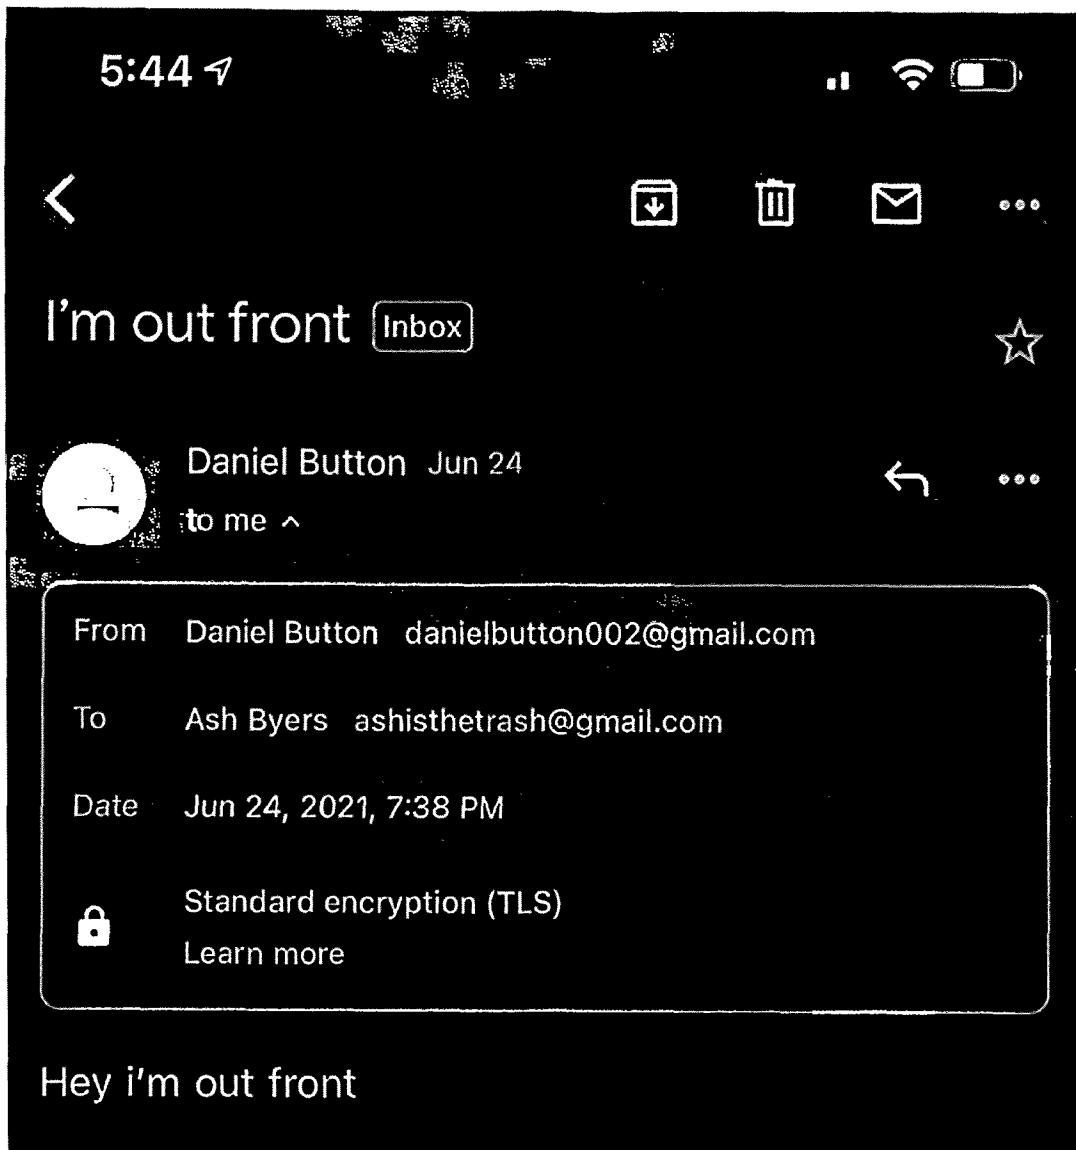 5:44
I'm out front Inbox
Daniel Button Jun 24
to me
From Daniel Button danielbutton002@gmail.com
To Ash Byers ashisthetrash@gmail.com
Date Jun 24, 2021, 7:38 PM
Standard encryption (TLS)
Learn more
Hey i'm out front